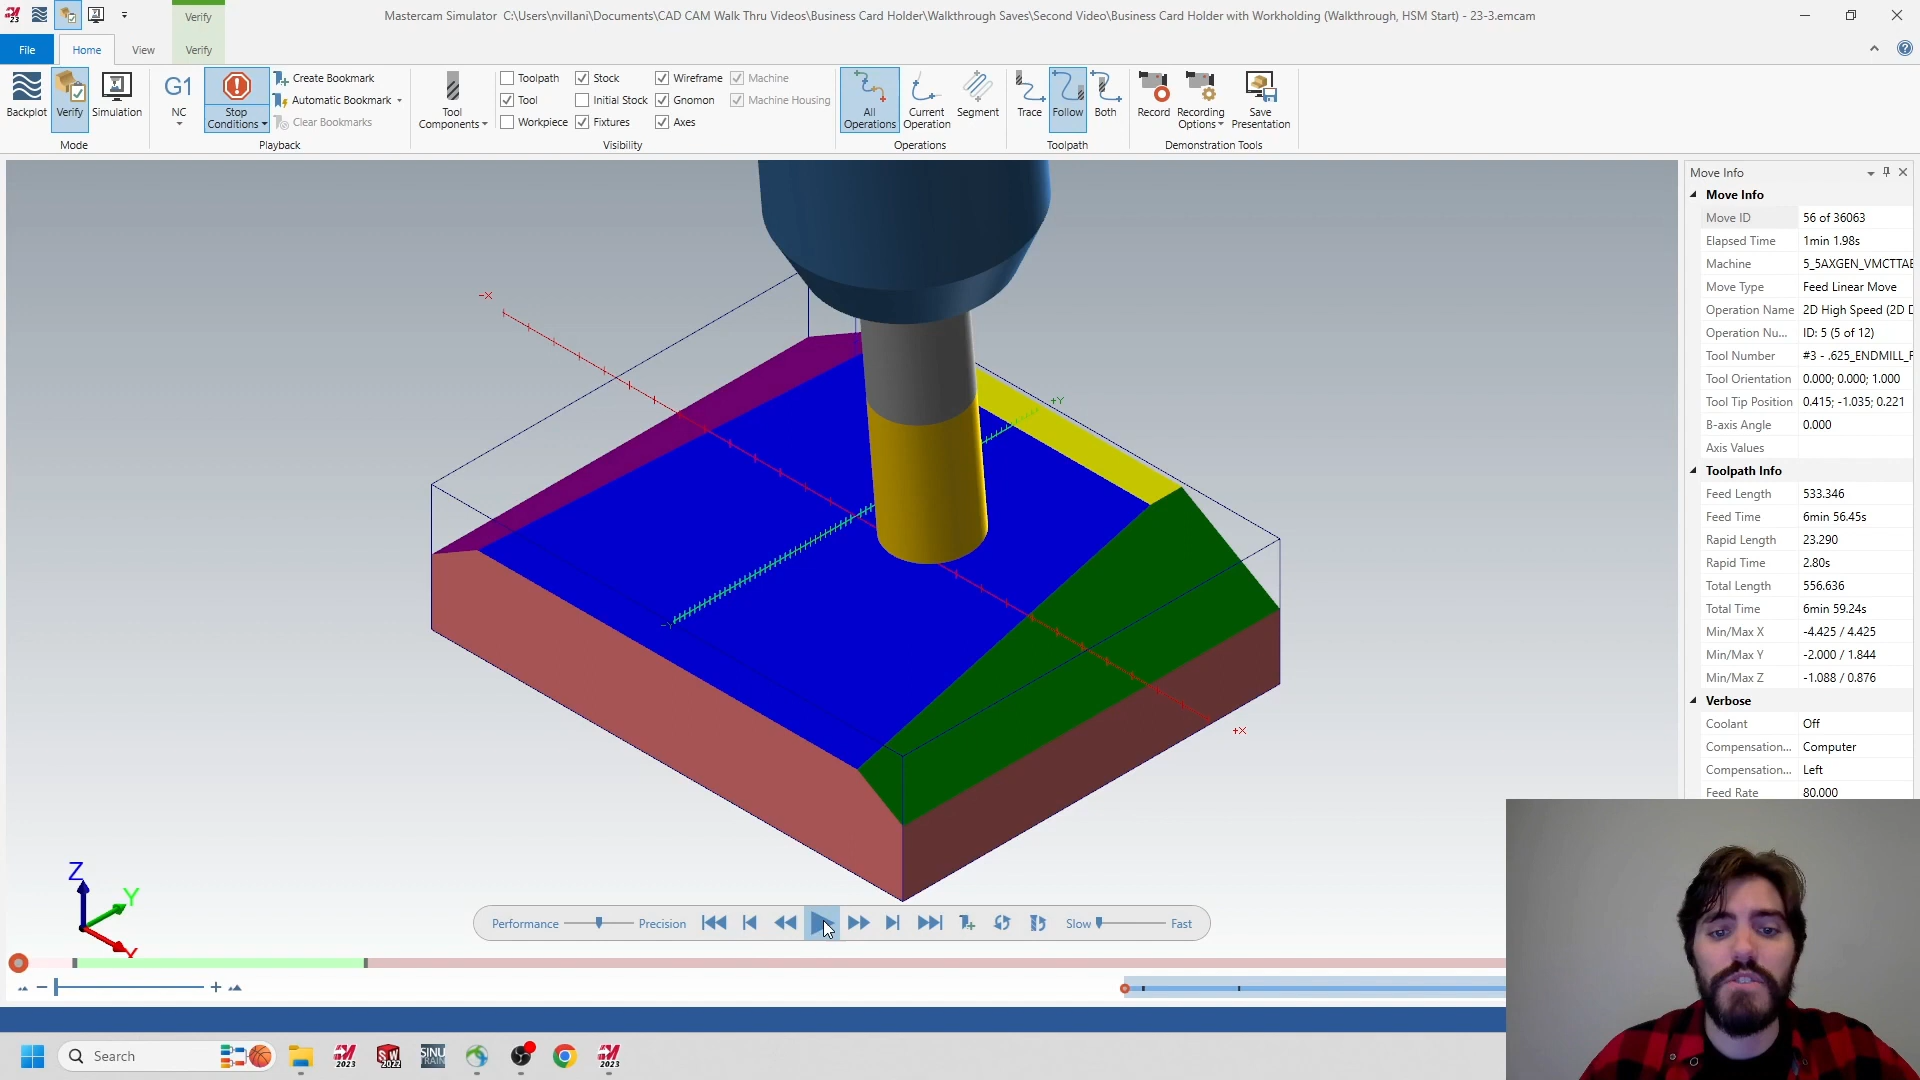 Verify
Mastercam Simulator C:\Users\nvillani\Documents\CAD CAM Walk Thru Videos\Business Card Holder\Walkthrough Saves\Second Video\Business Card Holder with Workholding (Walkthrough, HSM Start) - 23-3.emcam
File Home View Verify
Backplot Verify Simulation
Mode
G1
NC
Stop Conditions
Create Bookmark
Automatic Bookmark
Clear Bookmarks
Playback
Tool Components
Toolpath Stock Wireframe Machine
Tool Initial Stock Gnomon Machine Housing
Workpiece Fixtures Axes
Visibility
All Operations
Current Operation
Segment
Operations
Trace Follow Both
Toolpath
Record
Recording Options
Save Presentation
Demonstration Tools
-X
+Y
-Y
+X
Z
Y
Move Info
Move Info
Move ID 56 of 36063
Elapsed Time 1min 1.98s
Machine 5_5AXGEN_VMCTTAE
Move Type Feed Linear Move
Operation Name 2D High Speed (2D D
Operation Nu... ID: 5 (5 of 12)
Tool Number #3 - .625_ENDMILL_F
Tool Orientation 0.000; 0.000; 1.000
Tool Tip Position 0.415; -1.035; 0.221
B-axis Angle 0.000
Axis Values
Toolpath Info
Feed Length 533.346
Feed Time 6min 56.45s
Rapid Length 23.290
Rapid Time 2.80s
Total Length 556.636
Total Time 6min 59.24s
Min/Max X -4.425 / 4.425
Min/Max Y -2.000 / 1.844
Min/Max Z -1.088 / 0.876
Verbose
Coolant Off
Compensation... Computer
Compensation... Left
Feed Rate 80.000
Performance Precision Slow Fast
Search
2023
SW
2022
SINU
TRAIN
2023